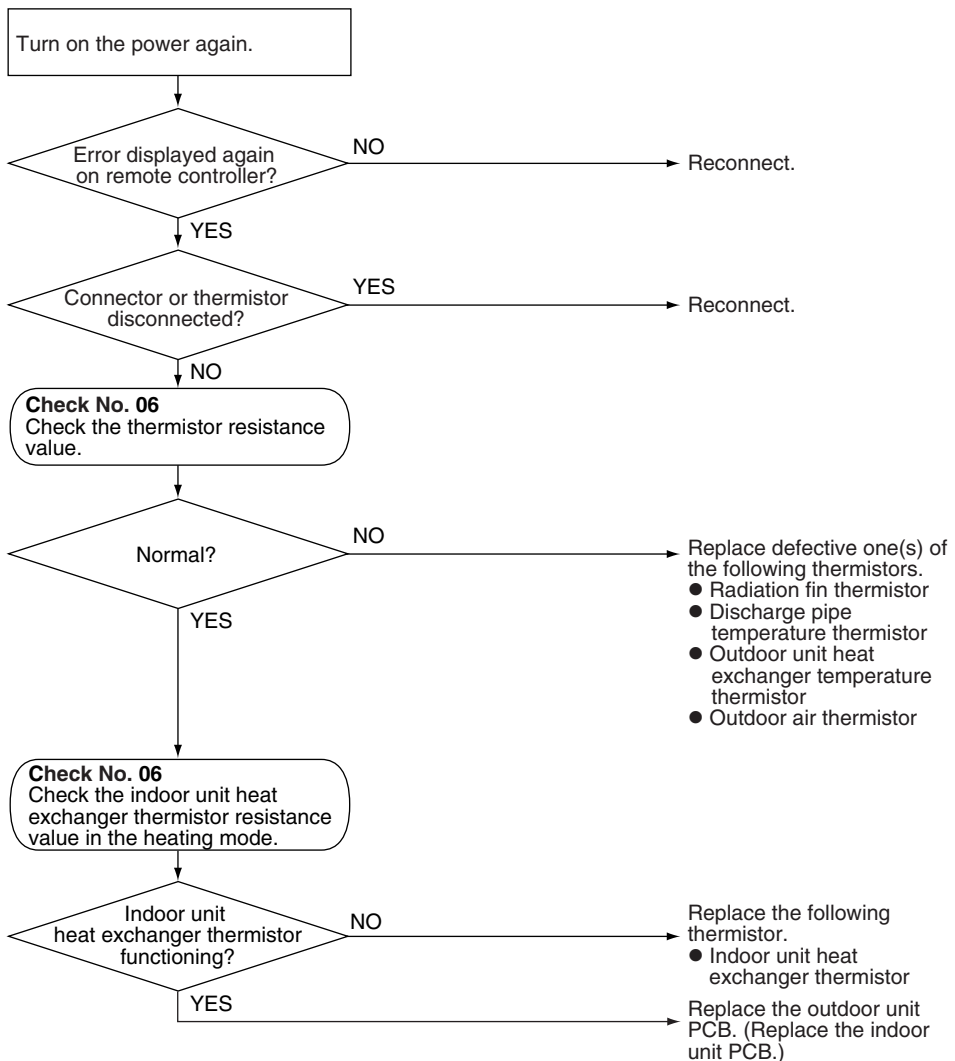 Turn on the power again.
Error displayed again
on remote controller?
NO
Reconnect.
YES
Connector or thermistor
disconnected?
YES
Reconnect.
NO
Check No. 06
Check the thermistor resistance
value.
Normal?
NO
Replace defective one(s) of
the following thermistors.
● Radiation fin thermistor
● Discharge pipe
temperature thermistor
● Outdoor unit heat
exchanger temperature
thermistor
● Outdoor air thermistor
YES
Check No. 06
Check the indoor unit heat
exchanger thermistor resistance
value in the heating mode.
Indoor unit
heat exchanger thermistor
functioning?
NO
Replace the following
thermistor.
● Indoor unit heat
exchanger thermistor
YES
Replace the outdoor unit
PCB. (Replace the indoor
unit PCB.)